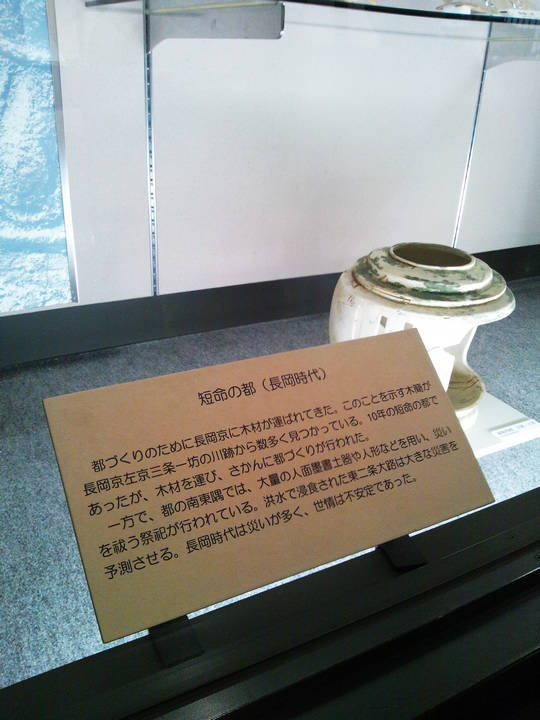 短命の都（長岡時代）
都づくりのために長岡京に木材が運ばれてきた。このことを示す木簡が
長岡京左京三条一坊の川跡から数多く見つかっている。10年の短命の都で
あったが、木材を運び、さかんに都づくりが行われた。
一方で、都の南東隅では、大量の人面墨書土器や人形などを用い、災い
を祓う祭祀が行われている。洪水で浸食された東二条大路は大きな災害を
予測させる。長岡時代は災いが多く、世情は不安定であった。